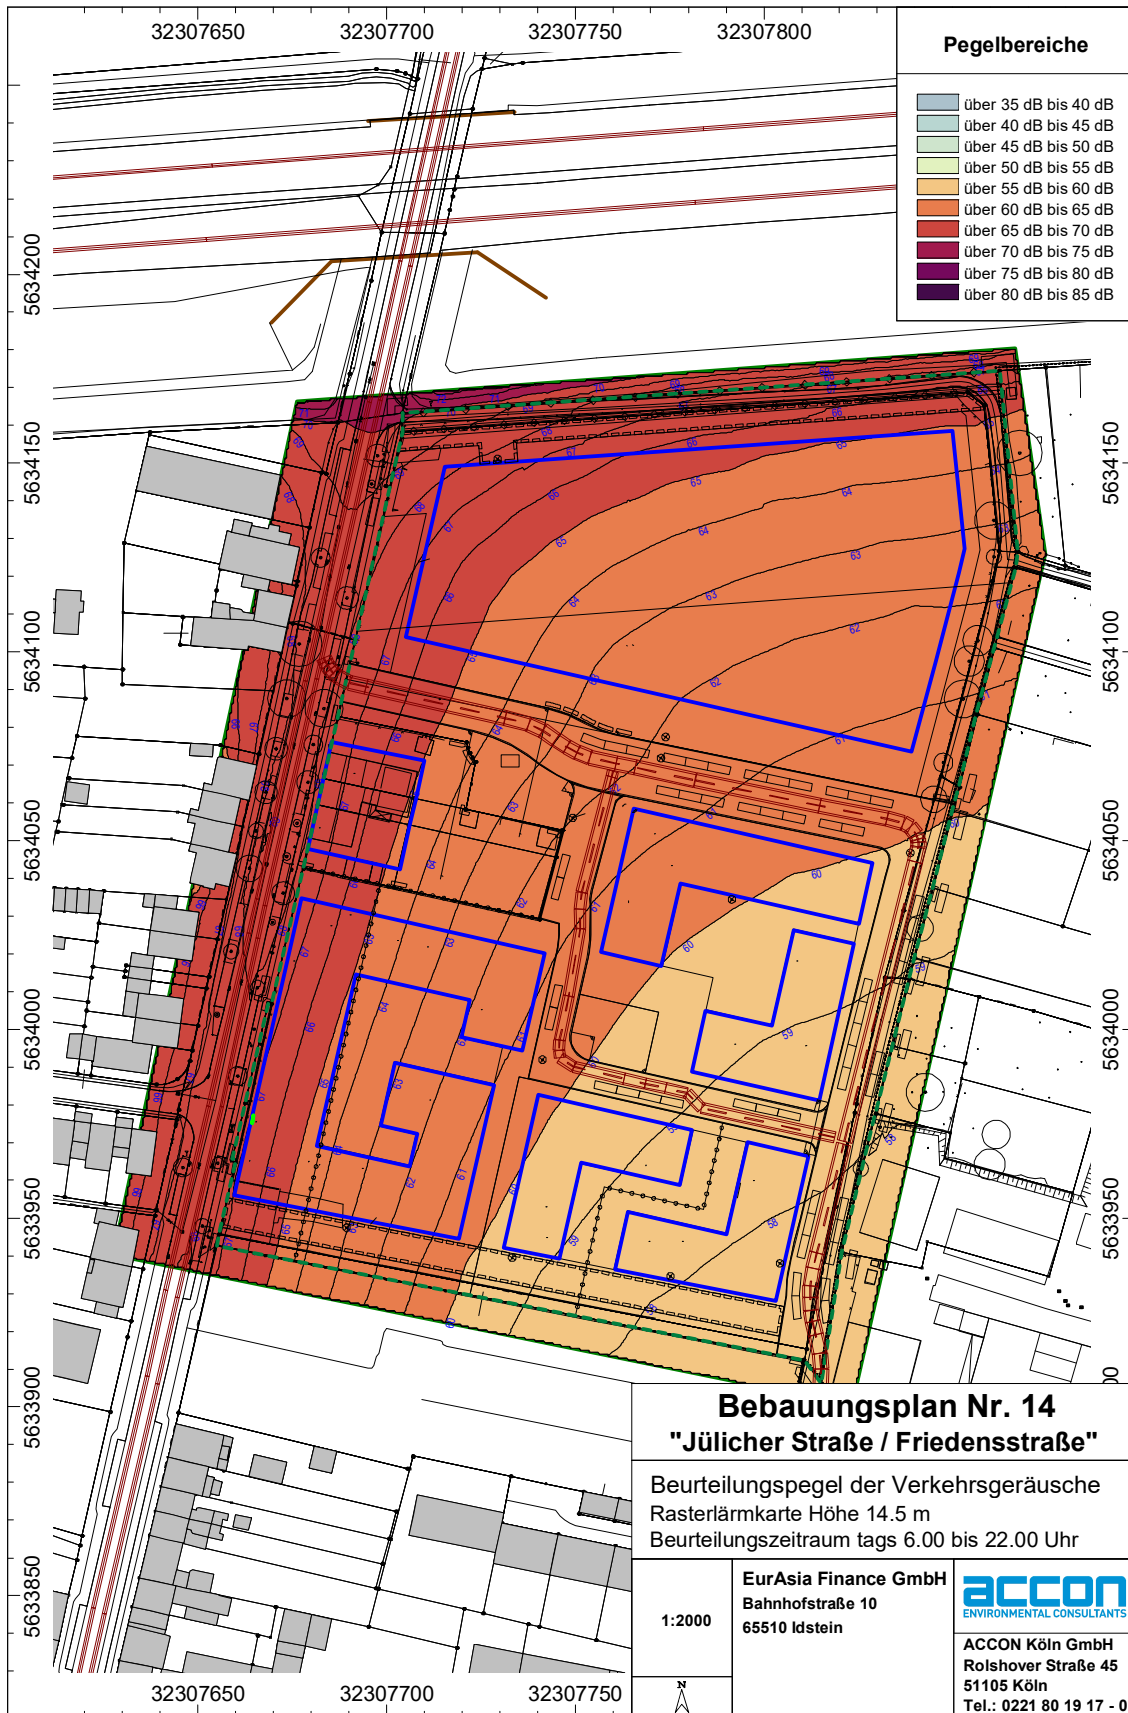 32307650 32307700 32307750 32307800
Pegelbereiche
über 35 dB bis 40 dB
über 40 dB bis 45 dB
über 45 dB bis 50 dB
über 50 dB bis 55 dB
über 55 dB bis 60 dB
über 60 dB bis 65 dB
über 65 dB bis 70 dB
über 70 dB bis 75 dB
über 75 dB bis 80 dB
über 80 dB bis 85 dB
5634200
5634150
5634150
5634100
5634100
5634050
5634050
5634000
5634000
5633950
5633950
5633900
5633850
Bebauungsplan Nr. 14
"Jülicher Straße / Friedensstraße"
Beurteilungspegel der Verkehrsgeräusche
Rasterlärmkarte Höhe 14.5 m
Beurteilungszeitraum tags 6.00 bis 22.00 Uhr
1:2000
N
EurAsia Finance GmbH
Bahnhofstraße 10
65510 Idstein
accon
ENVIRONMENTAL CONSULTANTS
ACCON Köln GmbH
Rolshover Straße 45
51105 Köln
Tel.: 0221 80 19 17 - 0
32307650 32307700 32307750